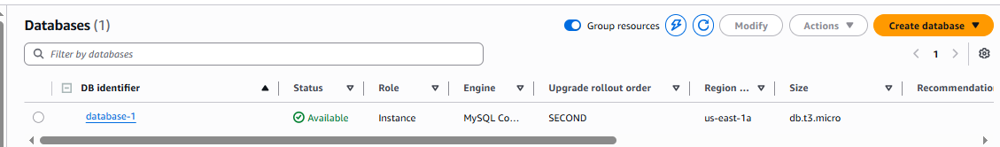 Databases (1)
Group resources
Modify
Actions
Create database
Filter by databases
1
DB identifier Status Role Engine Upgrade rollout order Region ... Size Recommendation
database-1 Available Instance MySQL Co... SECOND us-east-1a db.t3.micro